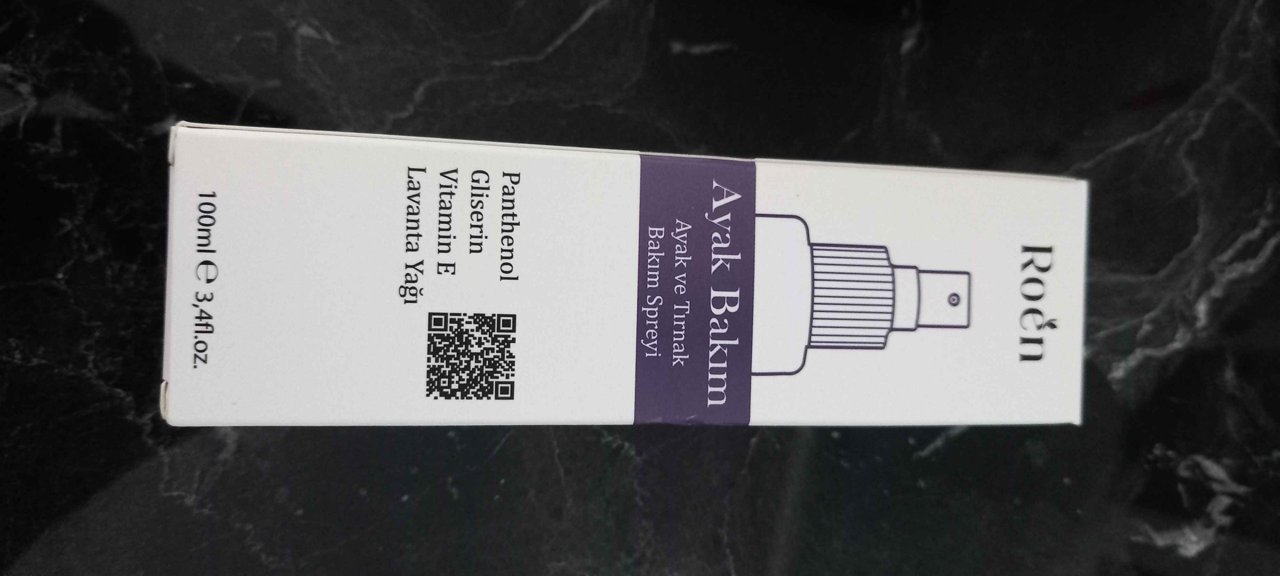 Roen
Ayak Bakım
Ayak ve Tırnak
Bakım Spreyi
Panthenol
Gliserin
Vitamin E
Lavanta Yağı
100ml ℮ 3,4fl.oz.